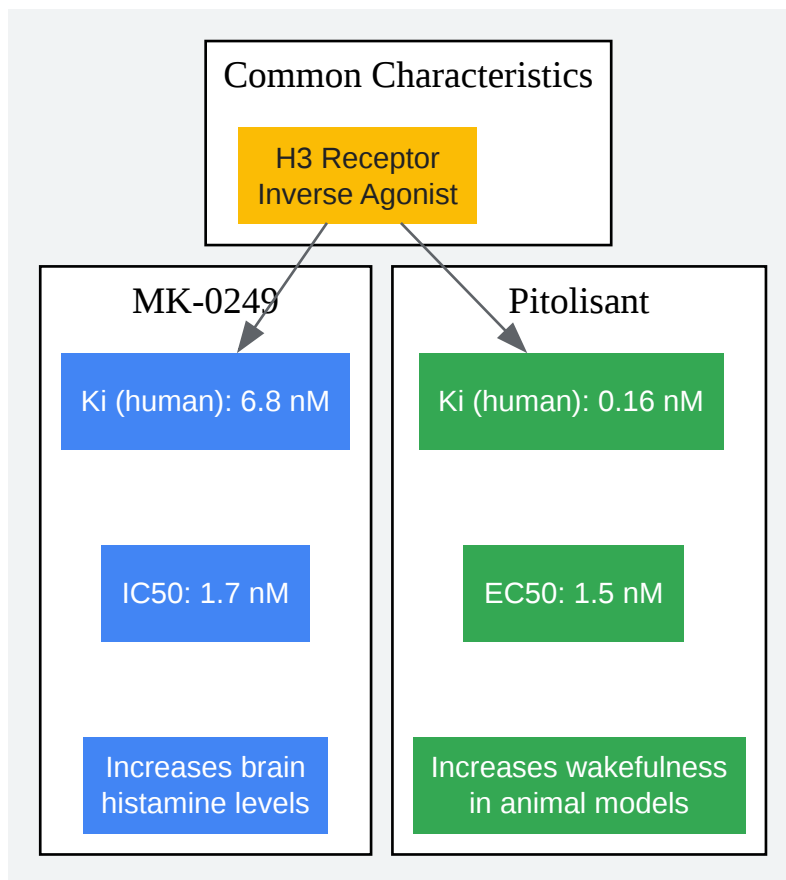 Common Characteristics
H3 Receptor
Inverse Agonist
MK-0249
Ki (human): 6.8 nM
IC50: 1.7 nM
Increases brain
histamine levels
Pitolisant
Ki (human): 0.16 nM
EC50: 1.5 nM
Increases wakefulness
in animal models